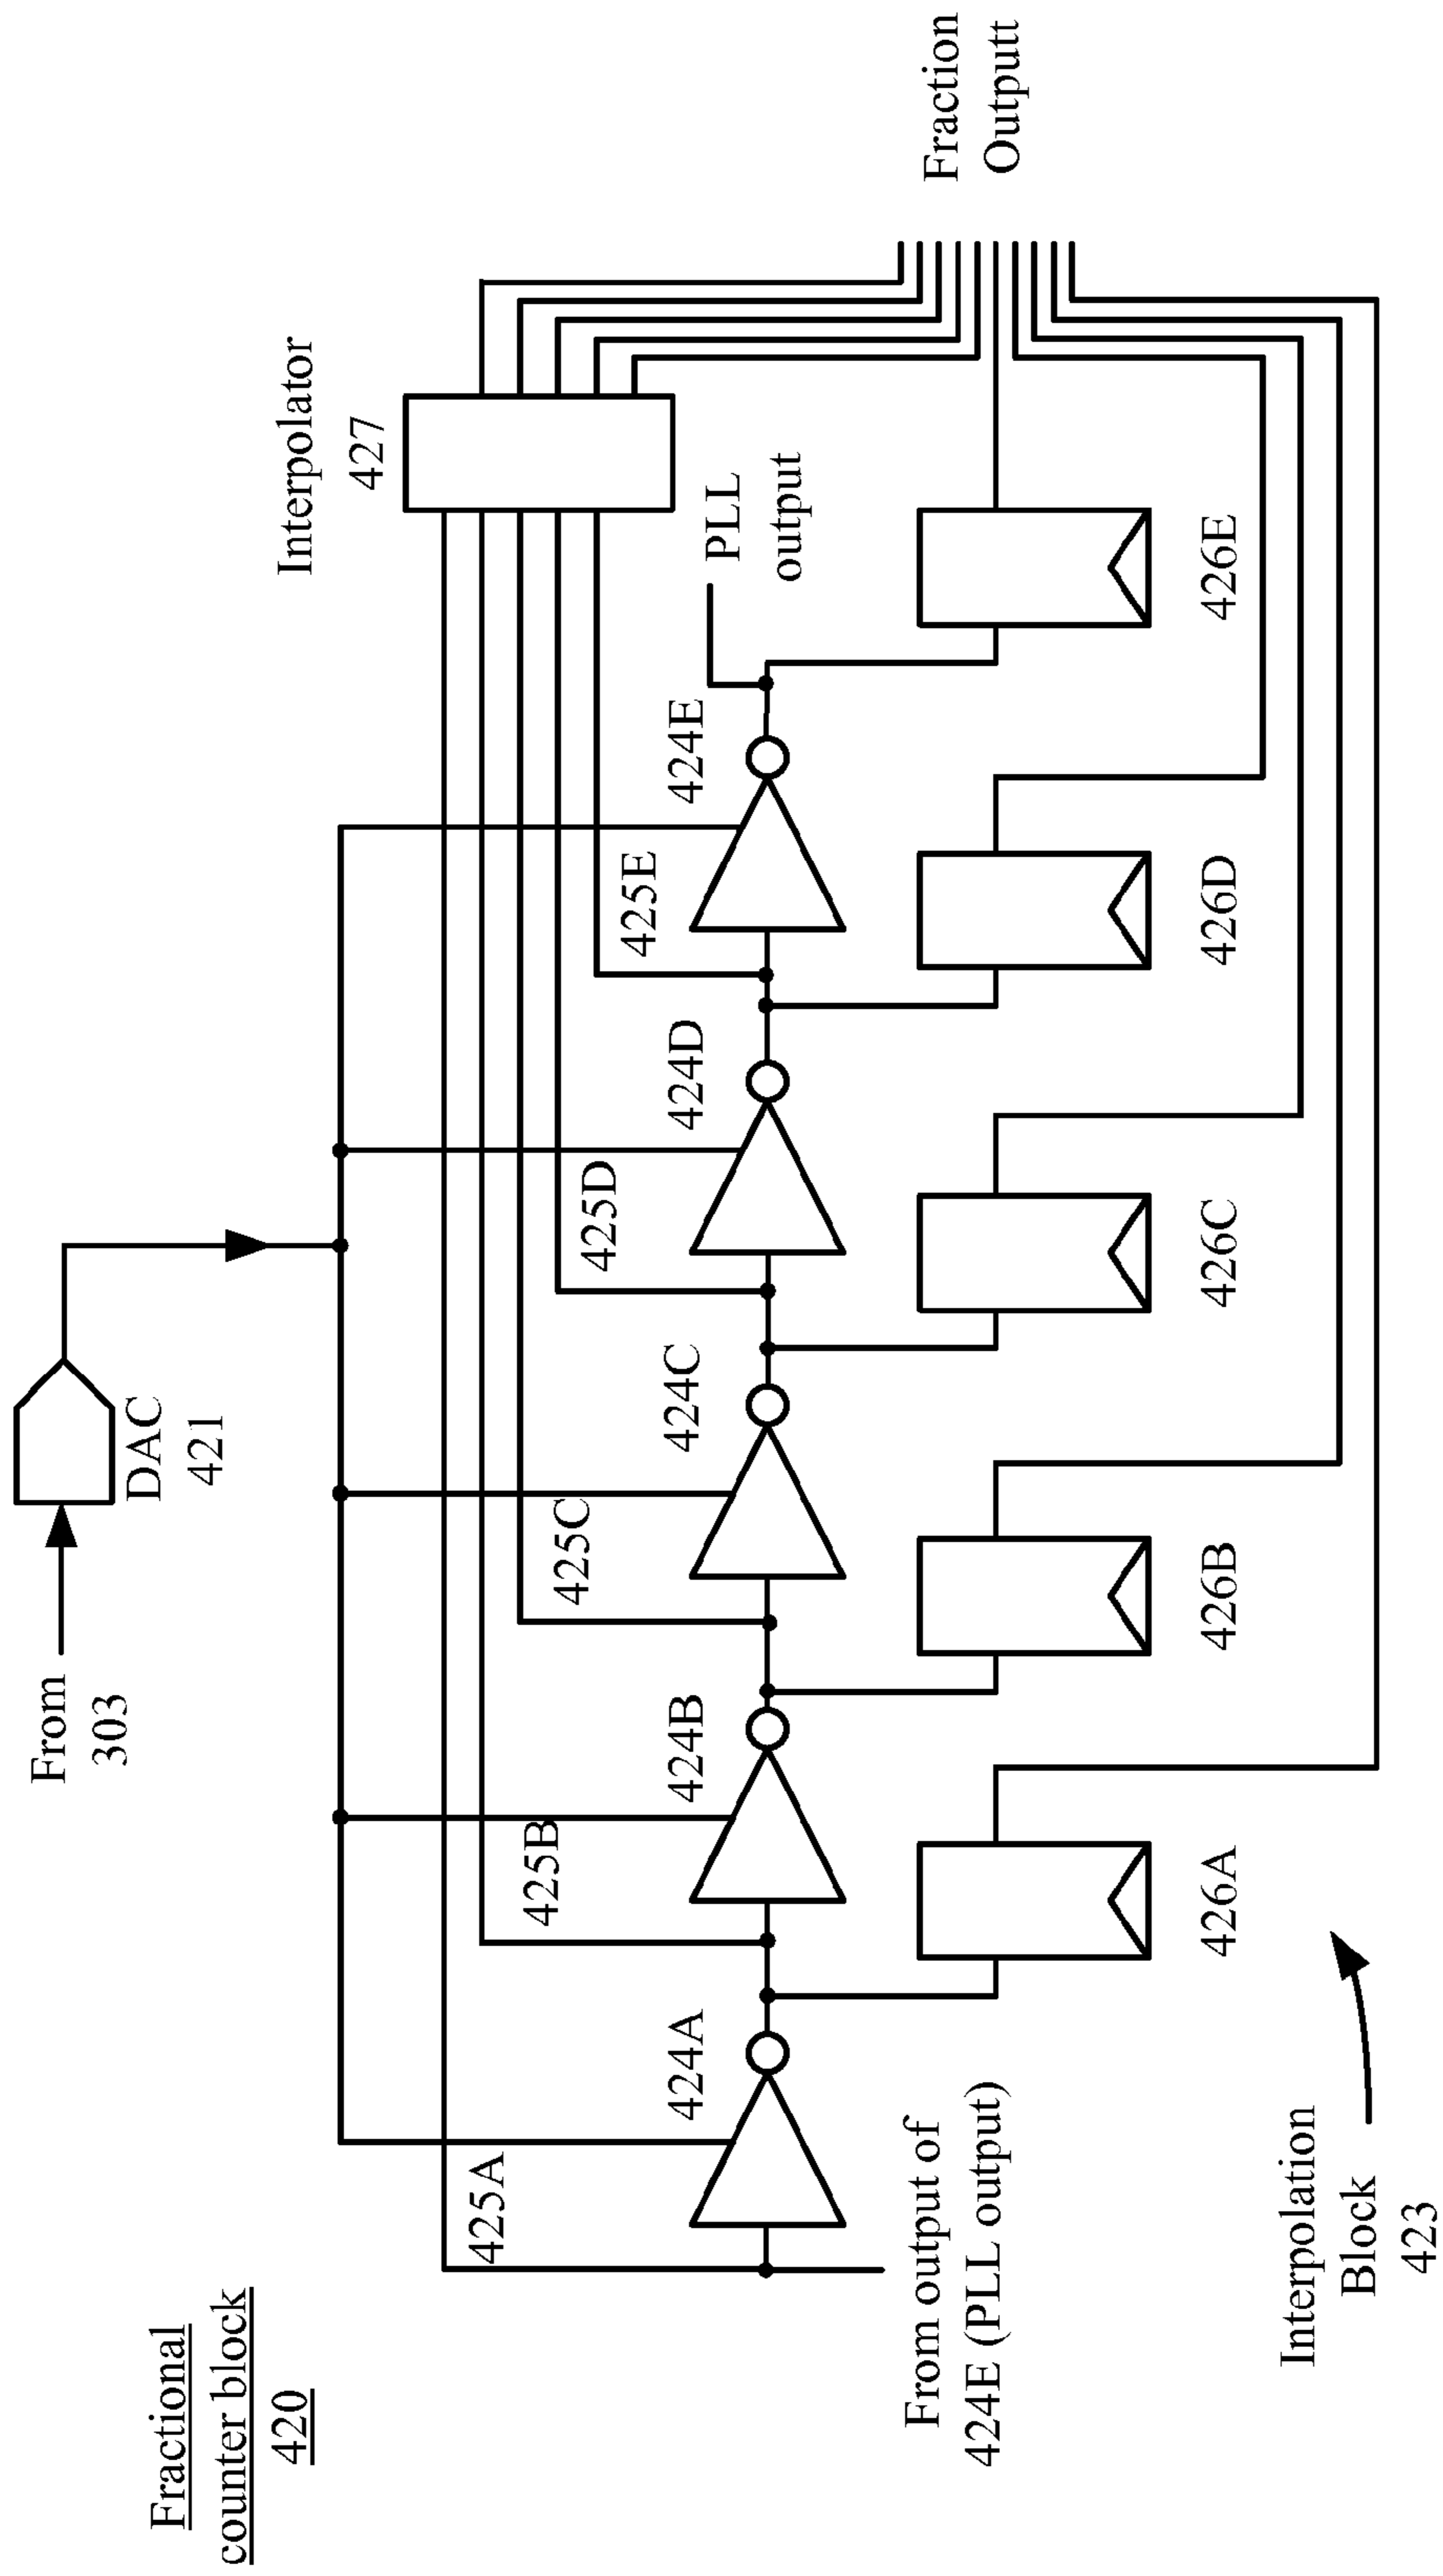 Fractional
counter block
420
From
303
DAC
421
Interpolator
427
425A
425B
425C
425D
425E
424A
424B
424C
424D
424E
PLL
output
Fraction
Outputt
From output of
424E (PLL output)
426A
426B
426C
426D
426E
Interpolation
Block
423